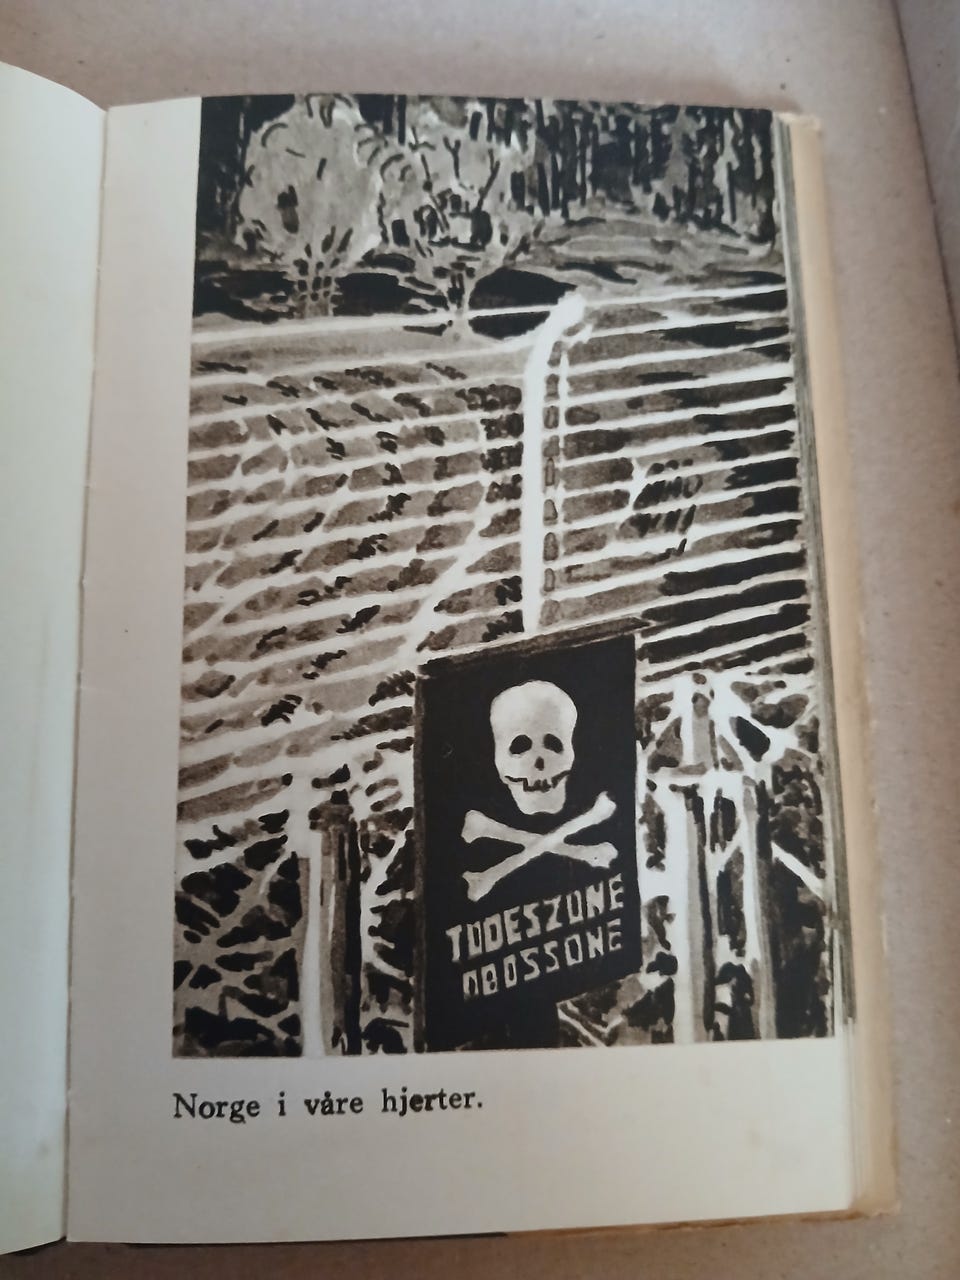 TODESZONE
DØDSSONE
Norge i våre hjerter.